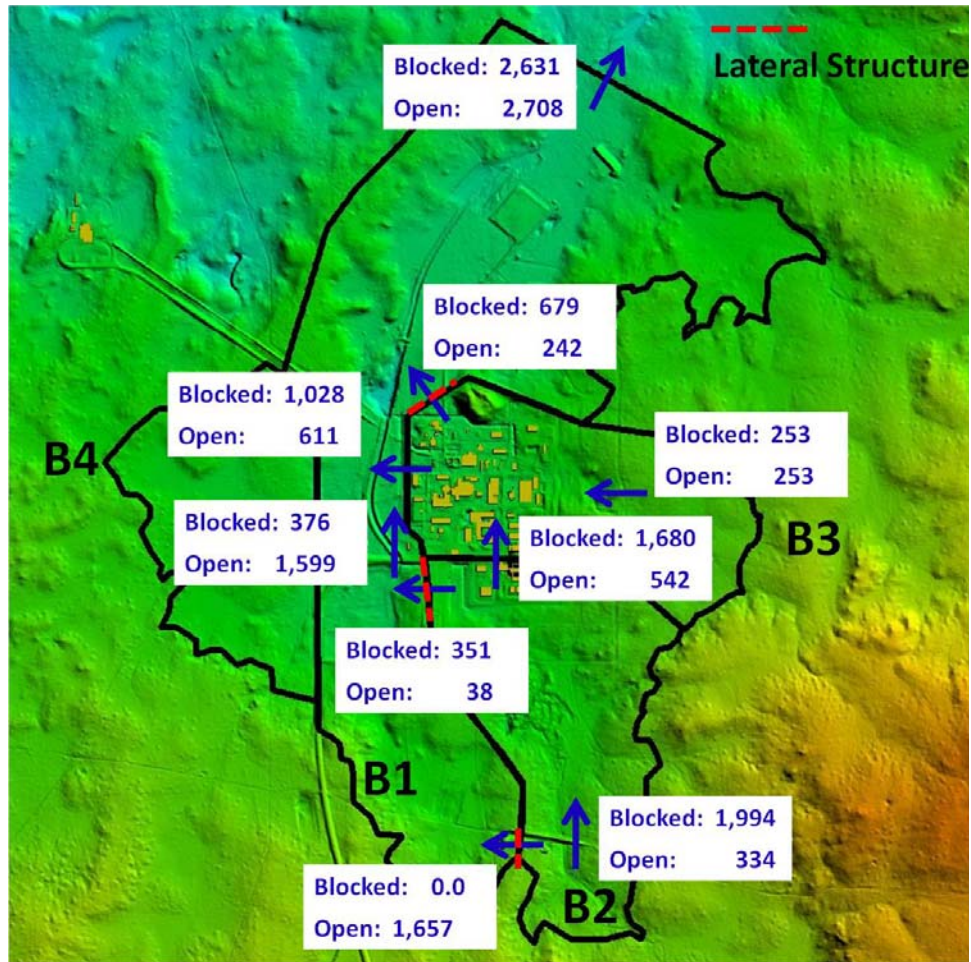 Lateral Structure
Blocked: 2,631
Open: 2,708
Blocked: 679
Open: 242
Blocked: 1,028
Open: 611
B4
Blocked: 253
Open: 253
B3
Blocked: 376
Open: 1,599
Blocked: 1,680
Open: 542
Blocked: 351
Open: 38
B1
Blocked: 1,994
Open: 334
Blocked: 0.0
Open: 1,657
B2